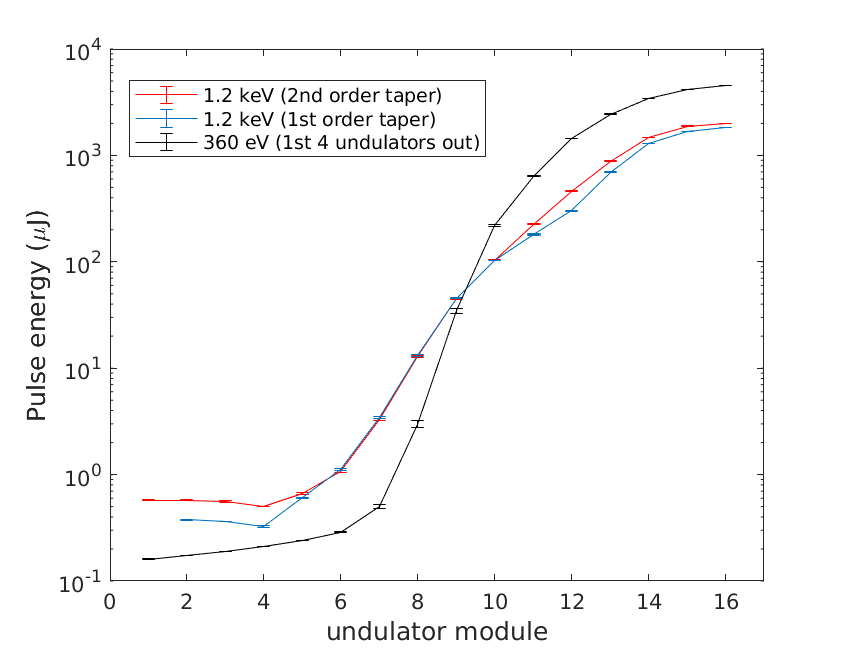 10^4
10^3
10^2
10^1
10^0
10^-1
Pulse energy (μJ)
1.2 keV (2nd order taper)
1.2 keV (1st order taper)
360 eV (1st 4 undulators out)
0 2 4 6 8 10 12 14 16
undulator module